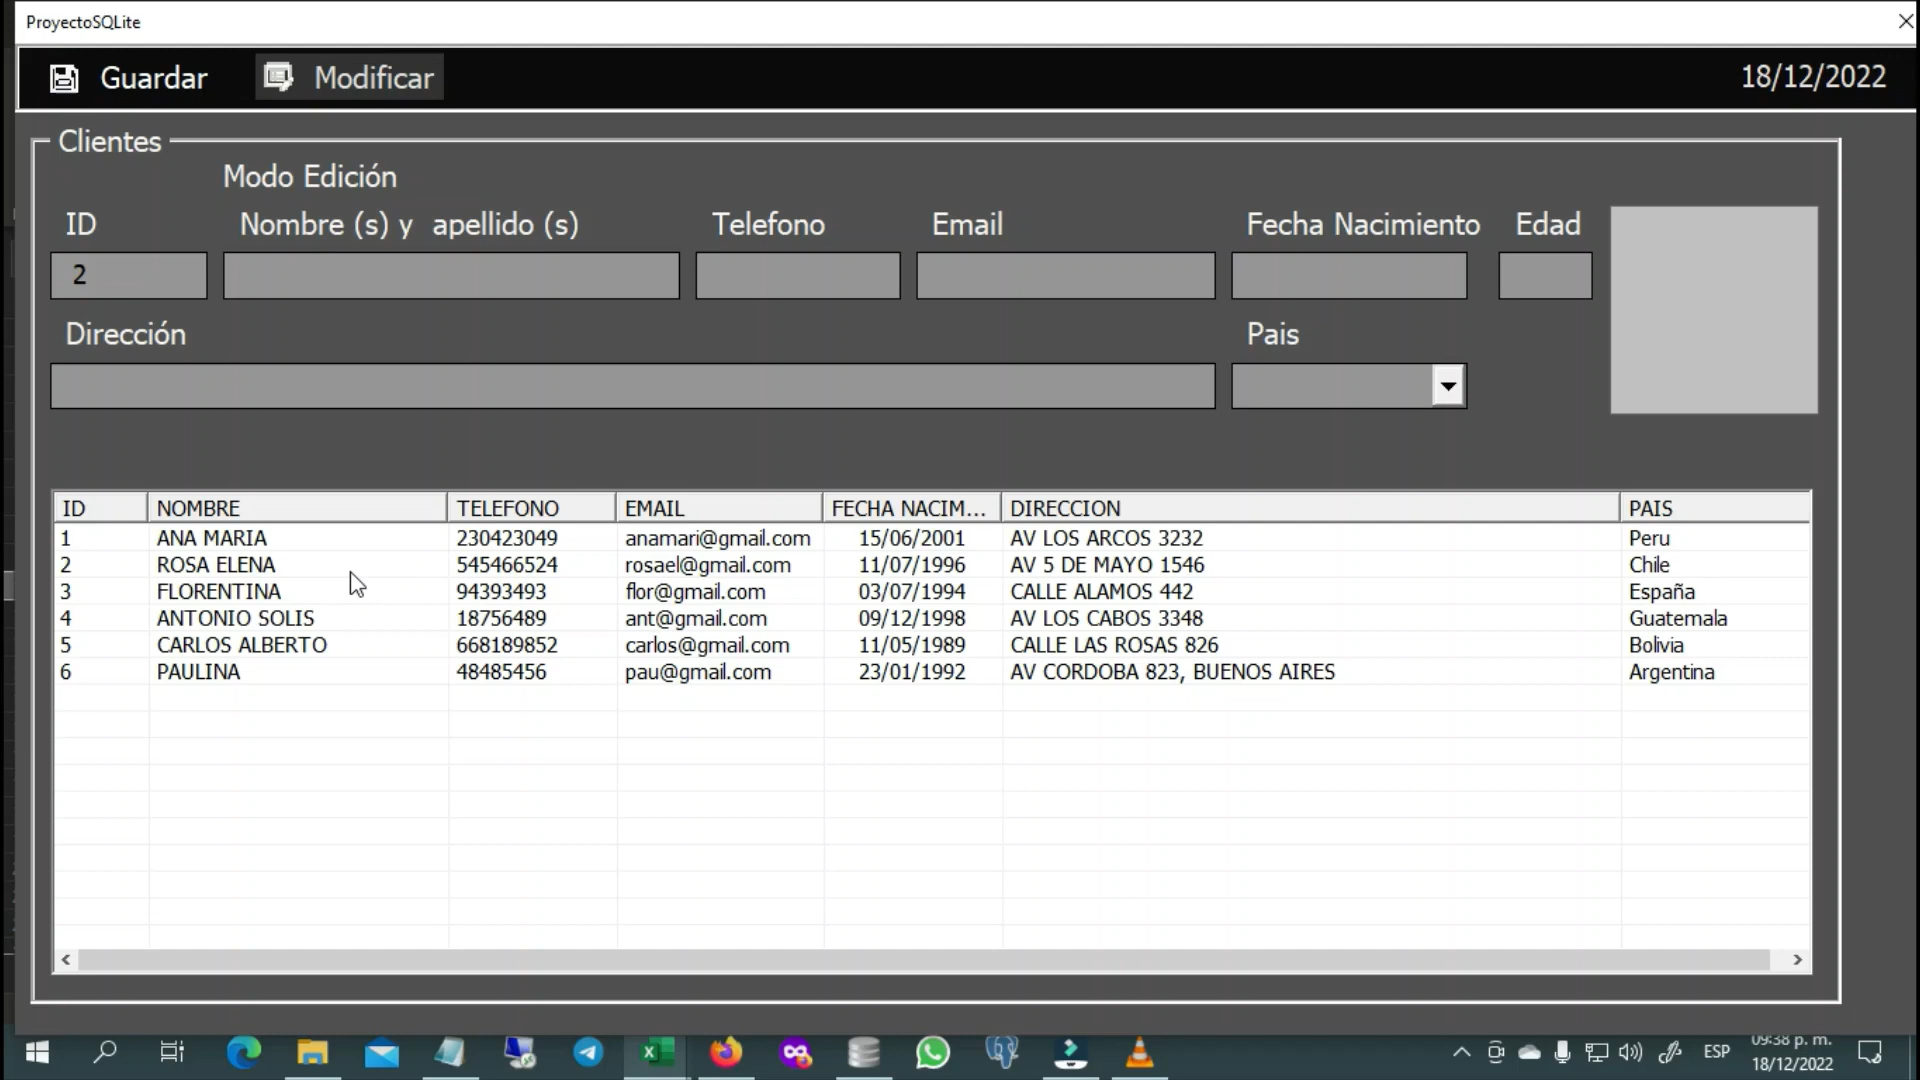 ProyectoSQLite
Guardar Modificar 18/12/2022
Clientes
Modo Edición
ID Nombre (s) y apellido (s) Telefono Email Fecha Nacimiento Edad
2
Dirección Pais
ID NOMBRE TELEFONO EMAIL FECHA NACIM... DIRECCION PAIS
1 ANA MARIA 230423049 anamari@gmail.com 15/06/2001 AV LOS ARCOS 3232 Peru
2 ROSA ELENA 545466524 rosael@gmail.com 11/07/1996 AV 5 DE MAYO 1546 Chile
3 FLORENTINA 94393493 flor@gmail.com 03/07/1994 CALLE ALAMOS 442 España
4 ANTONIO SOLIS 18756489 ant@gmail.com 09/12/1998 AV LOS CABOS 3348 Guatemala
5 CARLOS ALBERTO 668189852 carlos@gmail.com 11/05/1989 CALLE LAS ROSAS 826 Bolivia
6 PAULINA 48485456 pau@gmail.com 23/01/1992 AV CORDOBA 823, BUENOS AIRES Argentina
ESP
09:38 p. m.
18/12/2022